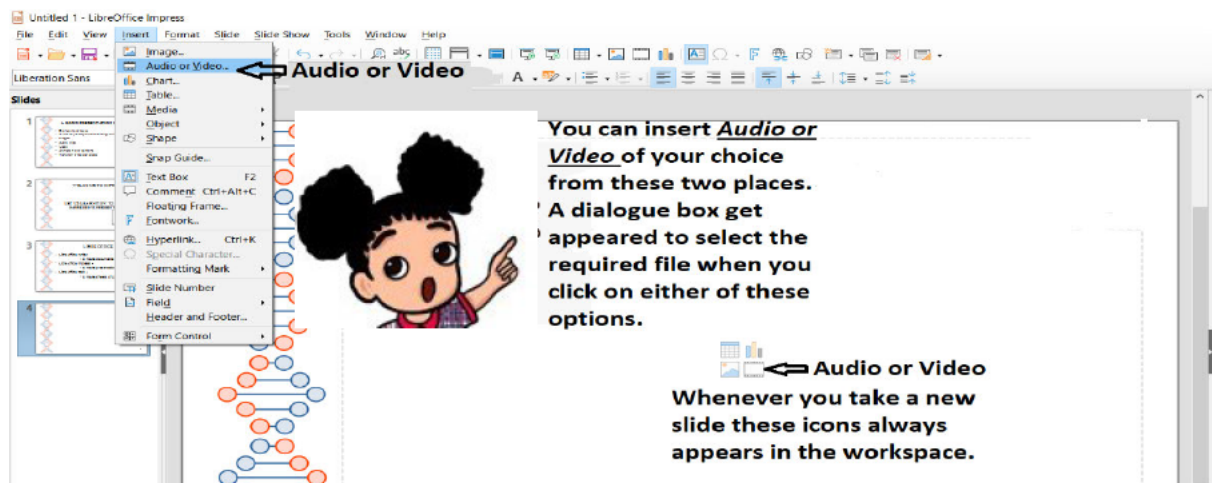 Untitled 1 - LibreOffice Impress
File Edit View Insert Format Slide Slide Show Tools Window Help
Liberation Sans
Slides
Image...
Audio or Video...
Chart...
Table...
Media
Object
Shape
Snap Guide...
Text Box F2
Comment Ctrl+Alt+C
Floating Frame...
Fontwork...
Hyperlink... Ctrl+K
Special Character...
Formatting Mark
Slide Number
Field
Header and Footer...
Form Control
Audio or Video
1
2
3
4
You can insert Audio or
Video of your choice
from these two places.
A dialogue box get
appeared to select the
required file when you
click on either of these
options.
Audio or Video
Whenever you take a new
slide these icons always
appears in the workspace.